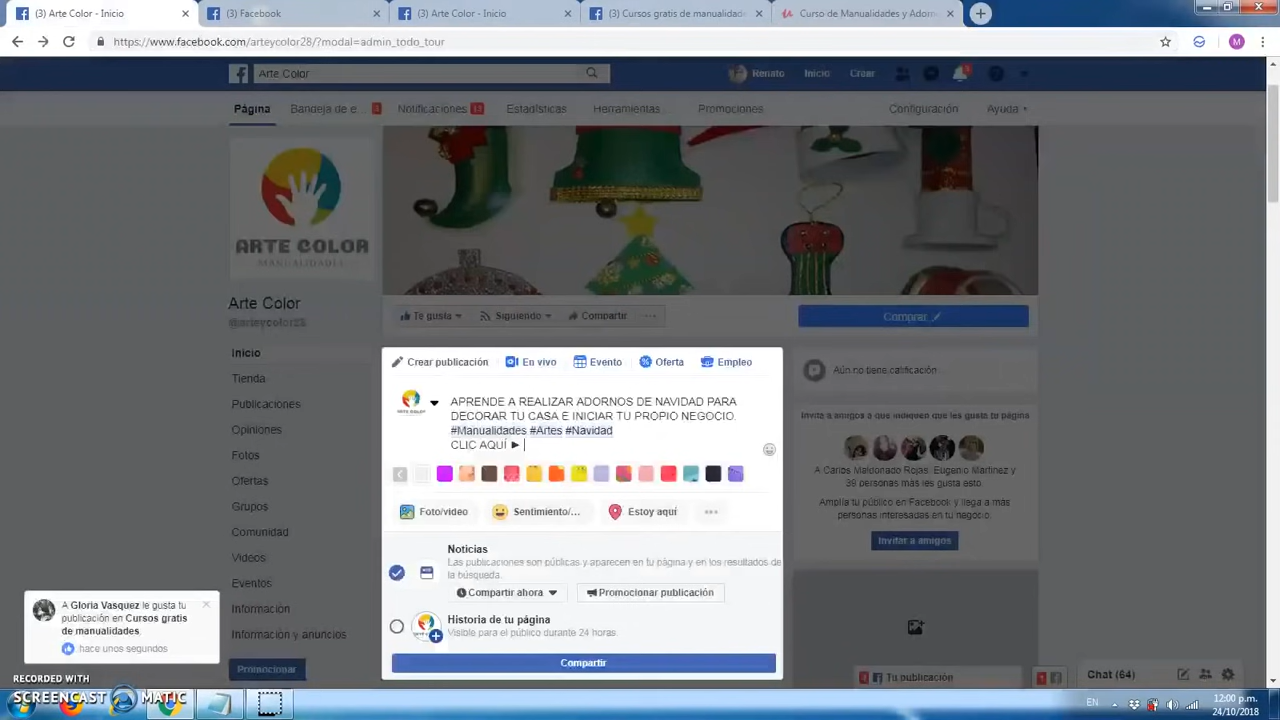 (3) Arte Color - Inicio
(3) Facebook
(3) Arte Color - Inicio
(3) Cursos gratis de manualidade
Curso de Manualidades y Adorn
https://www.facebook.com/arteycolor28/?modal=admin_todo_tour
M
Arte Color
Renato
Inicio
Crear
Página
Bandeja de e...
4
Notificaciones
11
Estadísticas
Herramientas
Promociones
Configuración
Ayuda
ARTE COLOR
MANUALIDADES
Arte Color
@arteycolor28
Te gusta
Siguiendo
Compartir
Comprar
Inicio
Tienda
Publicaciones
Opiniones
Fotos
Ofertas
Grupos
Comunidad
Videos
Eventos
Información
Información y anuncios
Promocionar
Crear publicación
En vivo
Evento
Oferta
Empleo
APRENDE A REALIZAR ADORNOS DE NAVIDAD PARA
DECORAR TU CASA E INICIAR TU PROPIO NEGOCIO.
#Manualidades #Artes #Navidad
CLIC AQUÍ ►
Foto/video
Sentimiento/...
Estoy aquí
Noticias
Las publicaciones son públicas y aparecen en tu página y en los resultados de
la búsqueda.
Compartir ahora
Promocionar publicación
Historia de tu página
Visible para el público durante 24 horas.
Compartir
Aún no tiene calificación
Invita a amigos a que indiquen que les gusta tu página
A Carlos Maldonado Rojas, Eugenio Martinez y
39 personas más les gusta esto.
Amplía tu público en Facebook y llega a más
personas interesadas en tu negocio.
Invitar a amigos
Tu publicación
Chat (64)
A Gloria Vasquez le gusta tu
publicación en Cursos gratis
de manualidades.
hace unos segundos
RECORDED WITH
SCREENCAST MATIC
EN
12:00 p.m.
24/10/2018